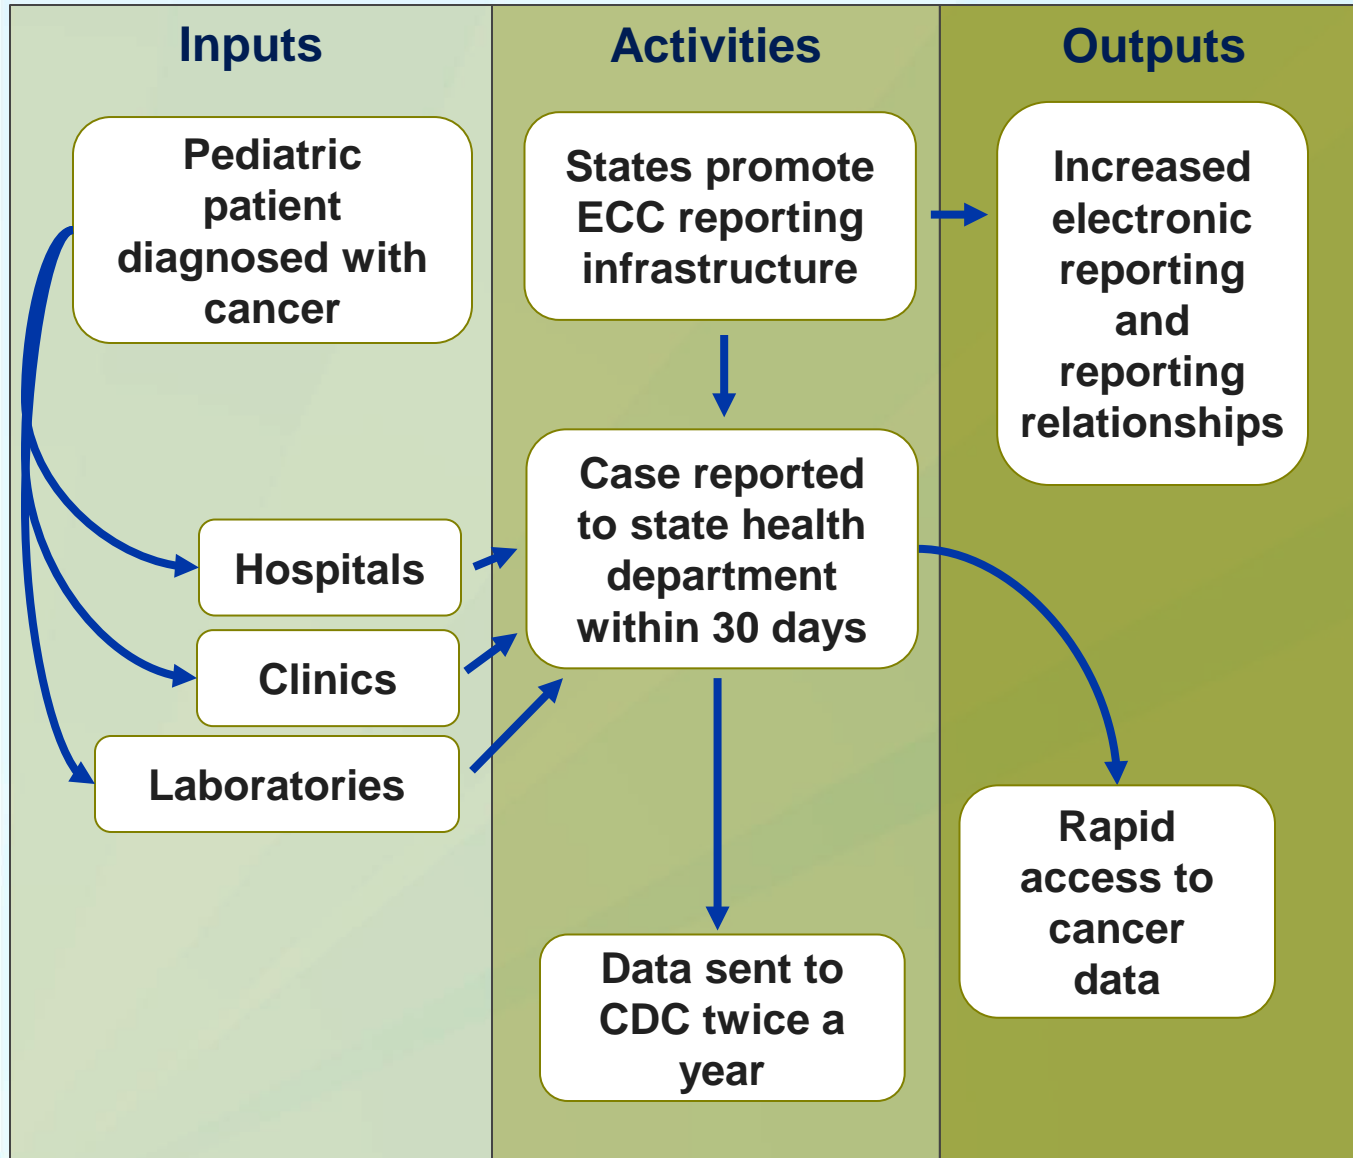 Inputs
Pediatric
patient
diagnosed with
cancer
Hospitals
Clinics
Laboratories
Activities
States promote
ECC reporting
infrastructure
Case reported
to state health
department
within 30 days
Data sent to
CDC twice a
year
Outputs
Increased
electronic
reporting
and
reporting
relationships
Rapid
access to
cancer
data